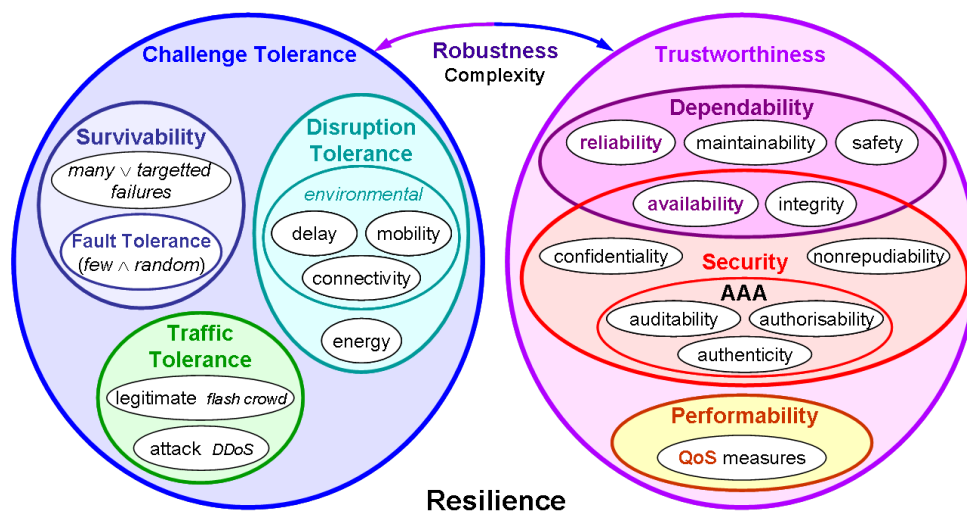 Challenge Tolerance
Survivability
many ∨ targetted
failures
Fault Tolerance
(few ∧ random)
Disruption
Tolerance
environmental
delay
mobility
connectivity
energy
Traffic
Tolerance
legitimate flash crowd
attack DDoS
Robustness
Complexity
Trustworthiness
Dependability
reliability
maintainability
safety
availability
integrity
confidentiality
Security
nonrepudiability
AAA
auditability
authorisability
authenticity
Performability
QoS measures
Resilience